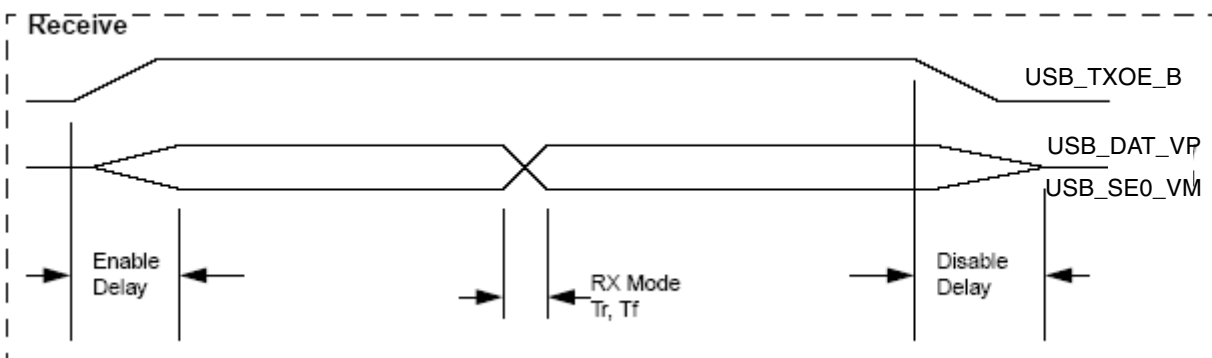 Receive
USB_TXOE_B
USB_DAT_VP
USB_SE0_VM
Enable
Delay
RX Mode
Tr, Tf
Disable
Delay